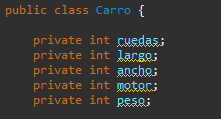 public class Carro {
private int ruedas;
private int largo;
private int ancho;
private int motor;
private int peso;